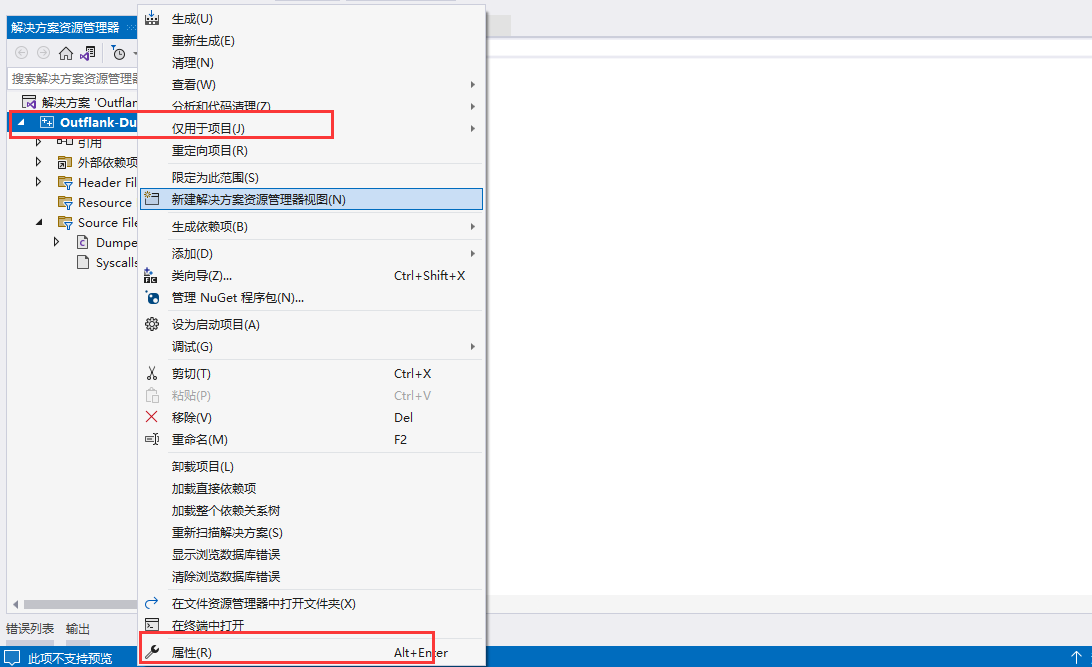 解决方案资源管理器
搜索解决方案资源管理器
解决方案 'Outflan
Outflank-Du
引用
外部依赖项
Header Fil
Resource
Source File
Dumpe
Syscalls
错误列表 输出
此项不支持预览
生成(U)
重新生成(E)
清理(N)
查看(W)
分析和代码清理(Z)
仅用于项目(J)
重定向项目(R)
限定为此范围(S)
新建解决方案资源管理器视图(N)
生成依赖项(B)
添加(D)
类向导(Z)... Ctrl+Shift+X
管理 NuGet 程序包(N)...
设为启动项目(A)
调试(G)
剪切(T) Ctrl+X
粘贴(P) Ctrl+V
移除(V) Del
重命名(M) F2
卸载项目(L)
加载直接依赖项
加载整个依赖关系树
重新扫描解决方案(S)
显示浏览数据库错误
清除浏览数据库错误
在文件资源管理器中打开文件夹(X)
在终端中打开
属性(R) Alt+Enter